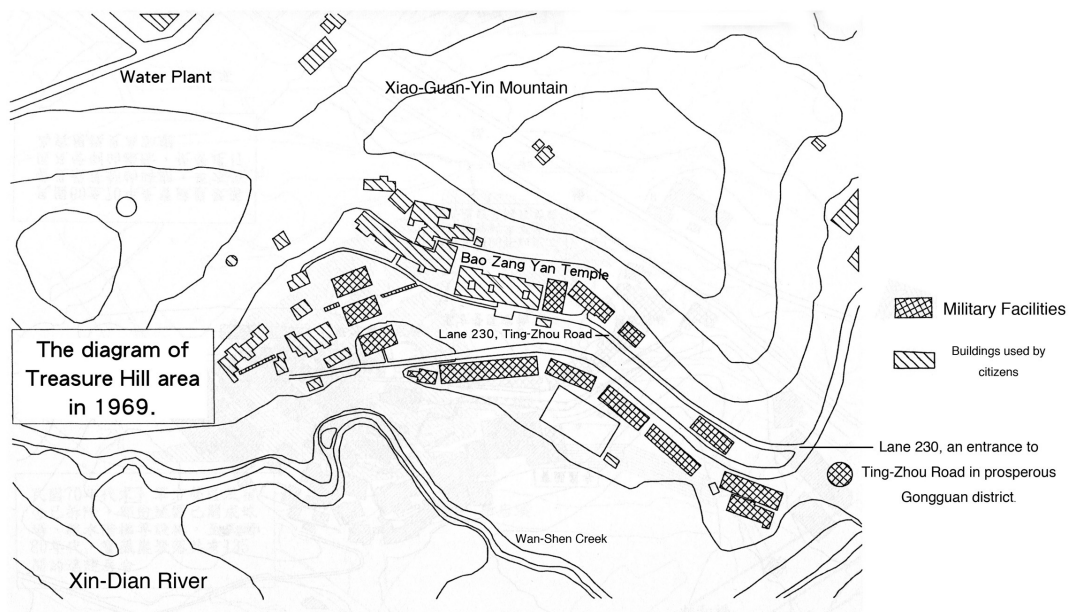 Water Plant
Xiao-Guan-Yin Mountain
Bao Zang Yan Temple
Military Facilities
Lane 230, Ting-Zhou Road
The diagram of
Treasure Hill area
in 1969.
Buildings used by
citizens
Lane 230, an entrance to
Ting-Zhou Road in prosperous
Gongguan district.
Wan-Shen Creek
Xin-Dian River